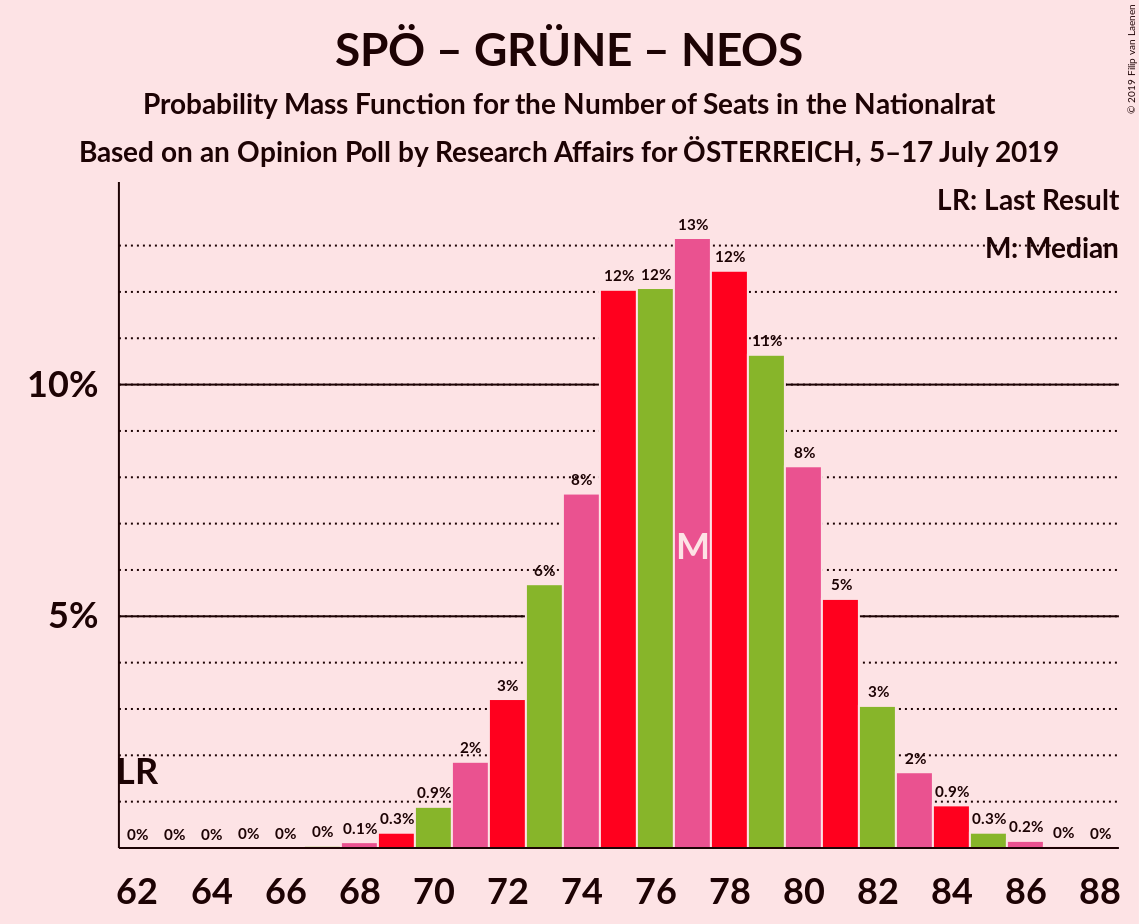 SPÖ – GRÜNE – NEOS
Probability Mass Function for the Number of Seats in the Nationalrat
Based on an Opinion Poll by Research Affairs for ÖSTERREICH, 5–17 July 2019
© 2019 Filip van Laenen
LR: Last Result
M: Median
10%
5%
LR
M
0% 0% 0% 0% 0% 0% 0.1% 0.3% 0.9% 2% 3% 6% 8% 12% 12% 13% 12% 11% 8% 5% 3% 2% 0.9% 0.3% 0.2% 0% 0%
62 64 66 68 70 72 74 76 78 80 82 84 86 88